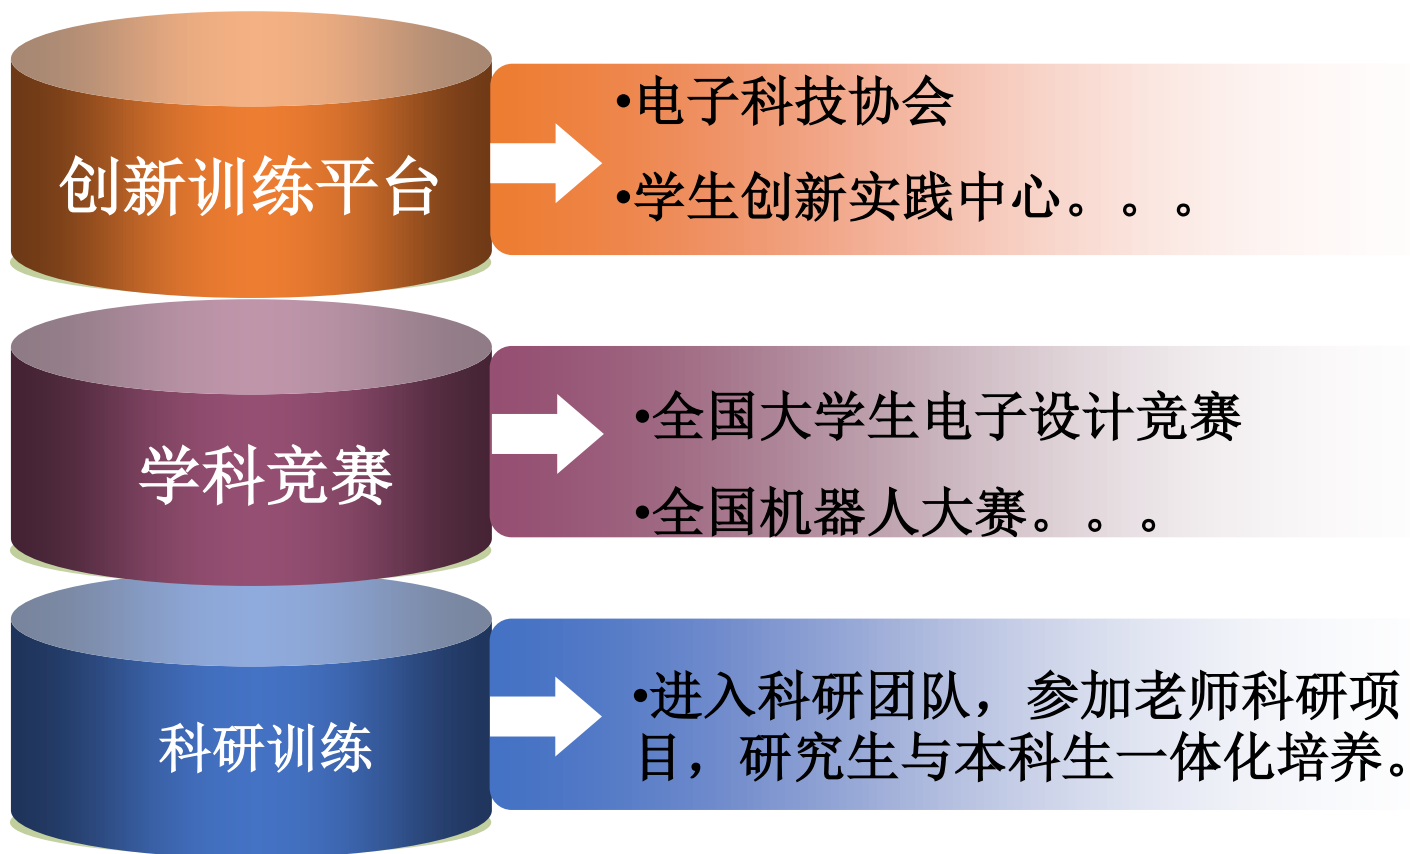 创新训练平台
•电子科技协会
•学生创新实践中心。。。
学科竞赛
•全国大学生电子设计竞赛
•全国机器人大赛。。。
科研训练
•进入科研团队，参加老师科研项
目，研究生与本科生一体化培养。